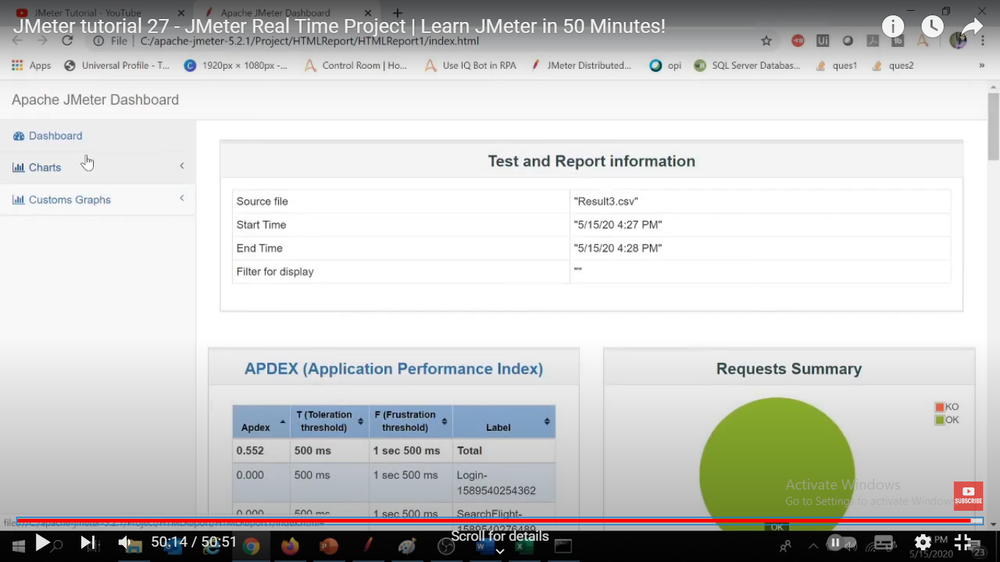 JMeter Tutorial - YouTube
Apache JMeter Dashboard
JMeter tutorial 27 - JMeter Real Time Project | Learn JMeter in 50 Minutes!
File | C:/apache-jmeter-5.2.1/Project/HTMLReport/HTMLReport1/index.html
Apps
Universal Profile - T...
1920px × 1080px -...
Control Room | Ho...
Use IQ Bot in RPA
JMeter Distributed...
opi
SQL Server Databas...
ques1
ques2
»
Apache JMeter Dashboard
Dashboard
Charts
Customs Graphs
Test and Report information
Source file "Result3.csv"
Start Time "5/15/20 4:27 PM"
End Time "5/15/20 4:28 PM"
Filter for display ""
APDEX (Application Performance Index)
Apdex T (Toleration threshold) F (Frustration threshold) Label
0.552 500 ms 1 sec 500 ms Total
0.000 500 ms 1 sec 500 ms Login-
1589540254362
0.000 500 ms 1 sec 500 ms SearchFlight-
1589540276489
Requests Summary
KO
OK
OK
Activate Windows
Go to Settings to activate Windows
SUBSCRIBE
file:///C:/apache-jmeter-5.2.1/Project/HTMLReport/HTMLReport1/index.html#
50:14 / 50:51
Scroll for details
PM
5/15/2020
23